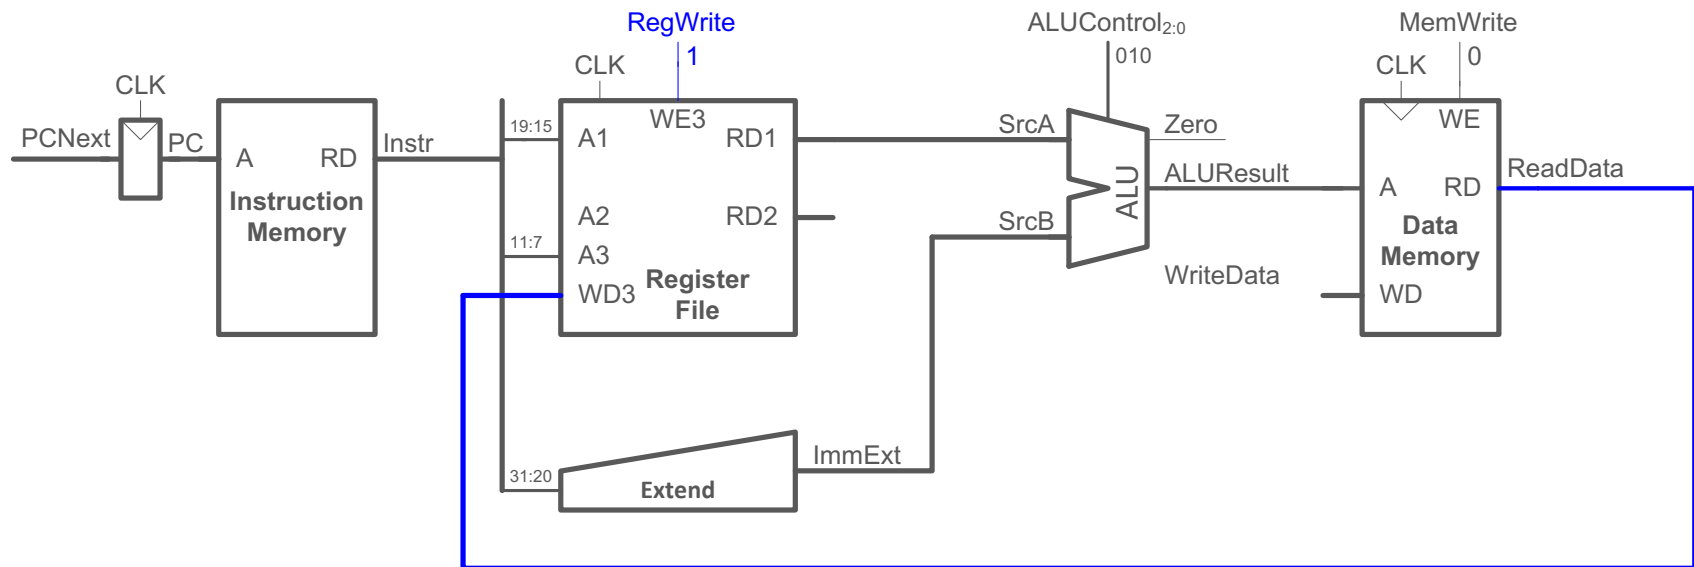 RegWrite
1
ALUControl2:0
010
MemWrite
0
CLK
CLK
CLK
PCNext
PC
A
RD
Instruction
Memory
Instr
19:15
A1
WE3
RD1
A2
RD2
11:7
A3
WD3
Register
File
31:20
Extend
ImmExt
SrcA
SrcB
ALU
Zero
ALUResult
WriteData
WE
A
RD
Data
Memory
WD
ReadData